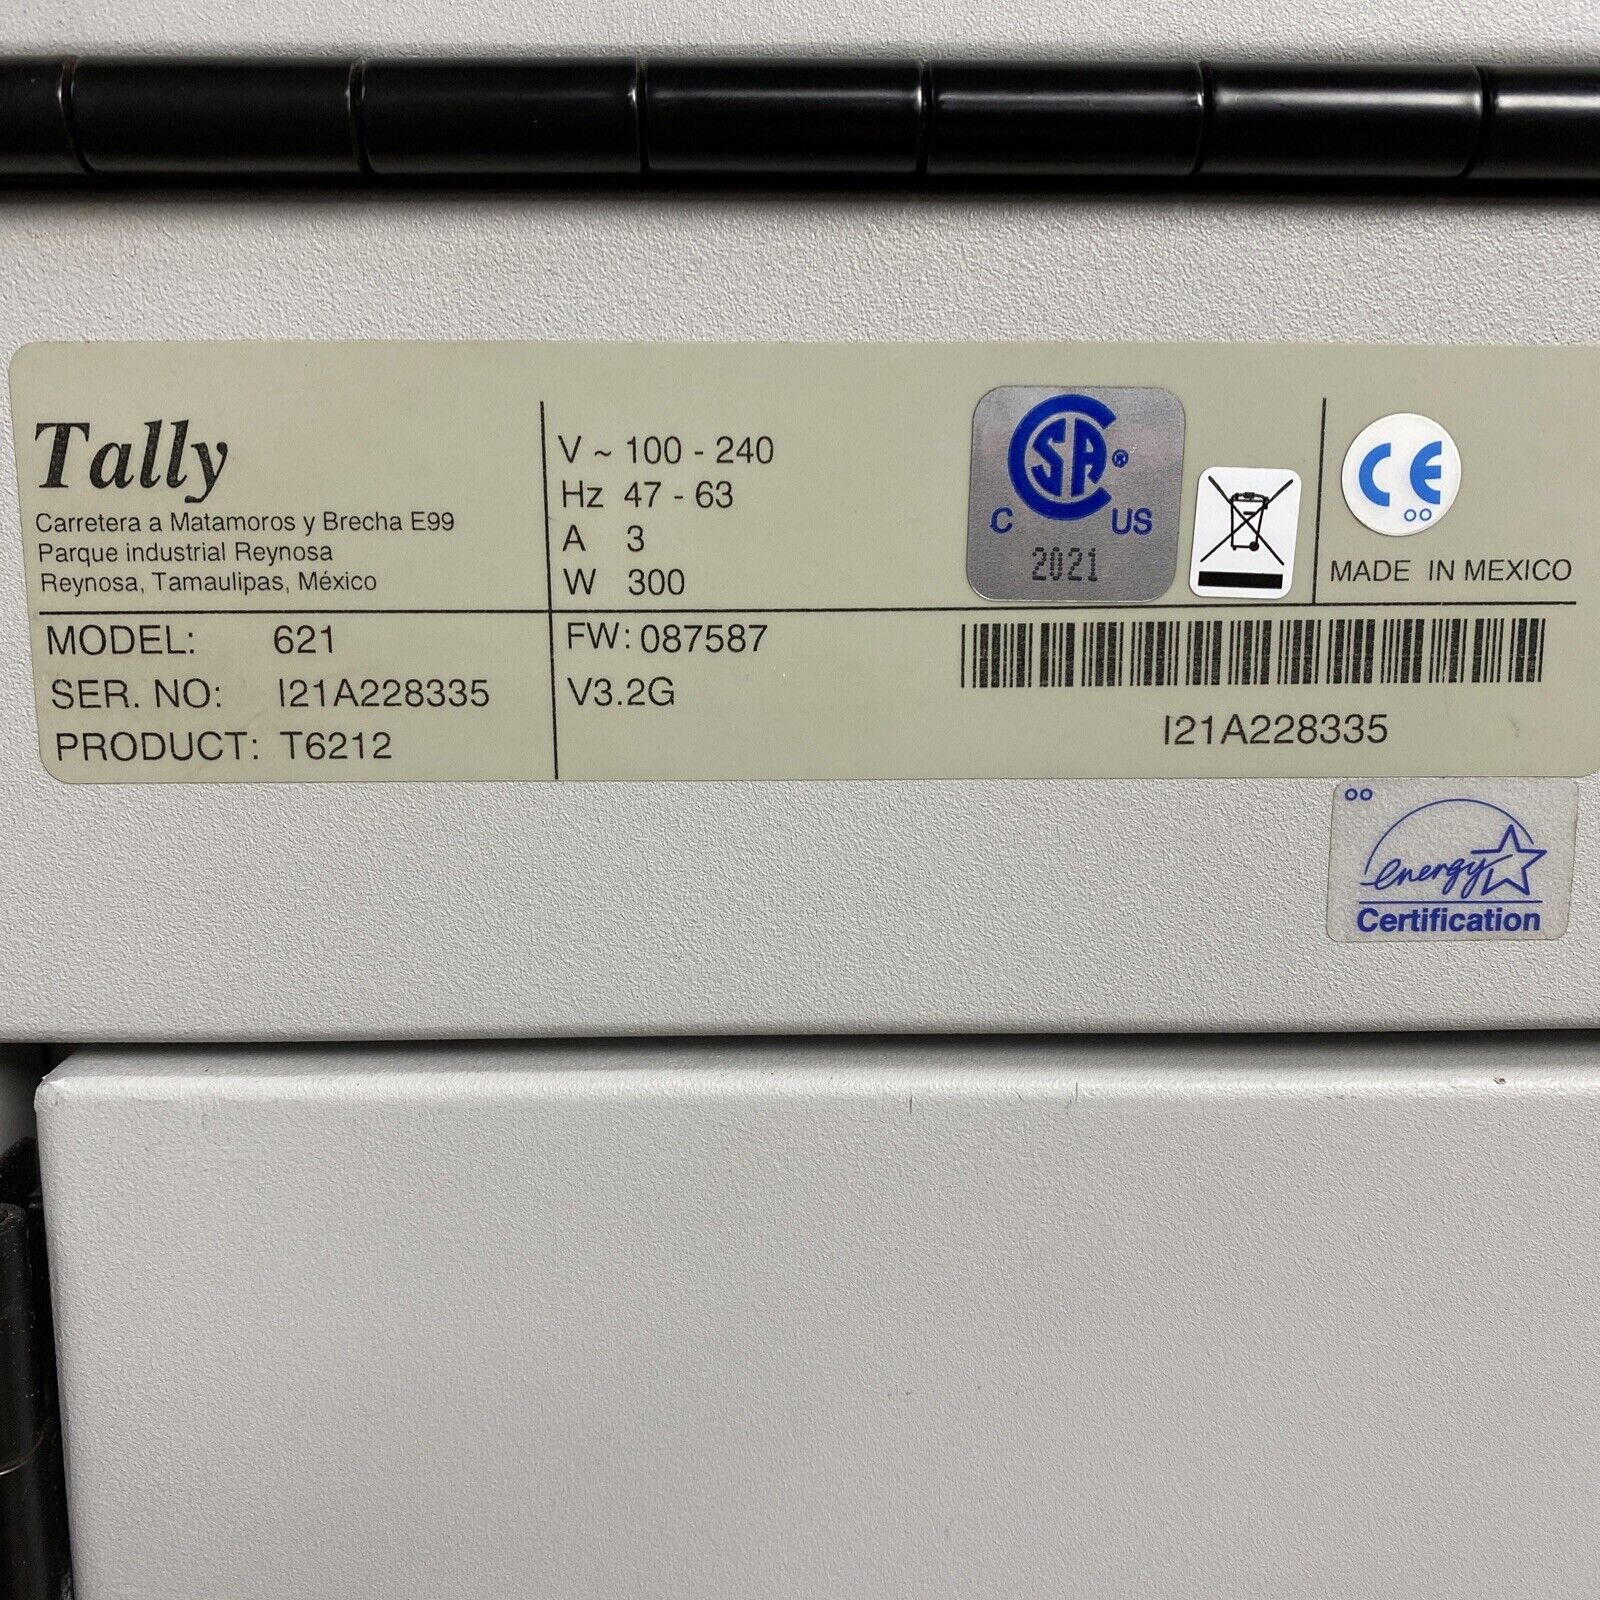 Tally
Carretera a Matamoros y Brecha E99
Parque industrial Reynosa
Reynosa, Tamaulipas, México
V ~ 100 - 240
Hz 47 - 63
A 3
W 300
CSA®
C US
2021
CE
MADE IN MEXICO
MODEL: 621
SER. NO: I21A228335
PRODUCT: T6212
FW: 087587
V3.2G
I21A228335
energy
Certification